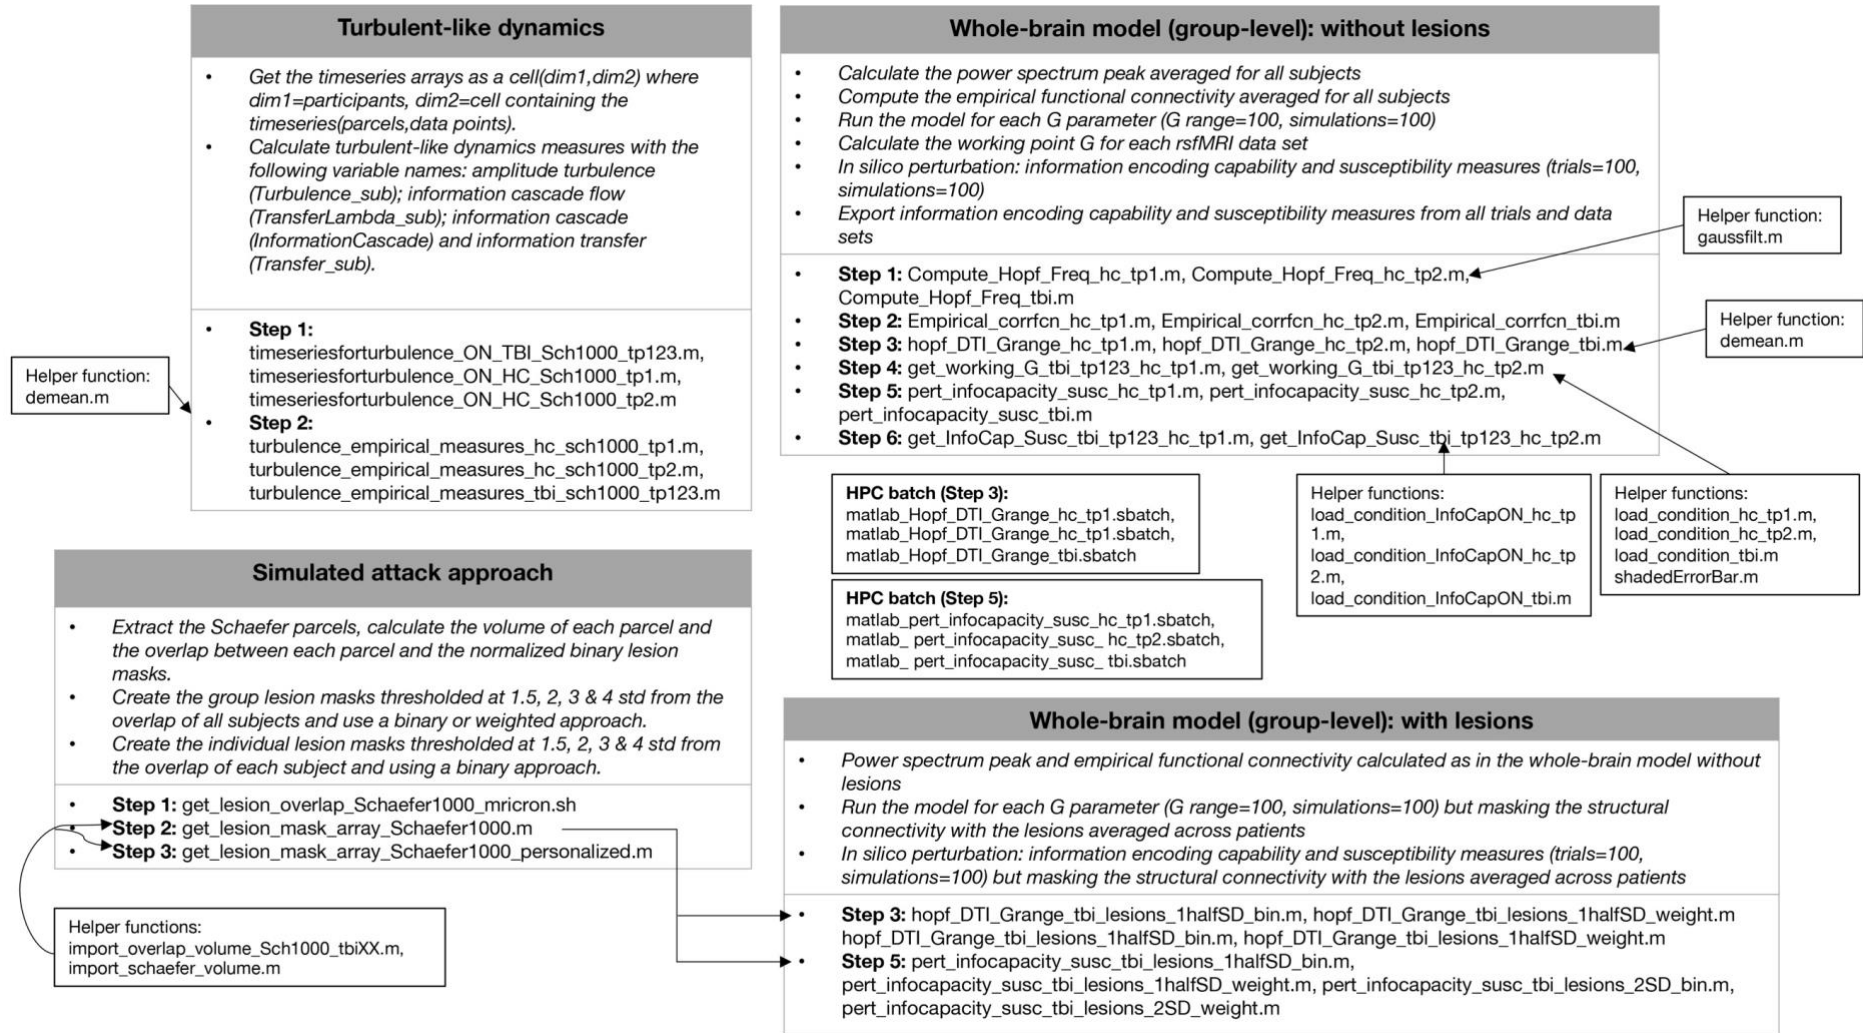 Turbulent-like dynamics
• Get the timeseries arrays as a cell(dim1,dim2) where
dim1=participants, dim2=cell containing the
timeseries(parcels,data points).
• Calculate turbulent-like dynamics measures with the
following variable names: amplitude turbulence
(Turbulence_sub); information cascade flow
(TransferLambda_sub); information cascade
(InformationCascade) and information transfer
(Transfer_sub).
• Step 1:
timeseriesforturbulence_ON_TBI_Sch1000_tp123.m,
timeseriesforturbulence_ON_HC_Sch1000_tp1.m,
timeseriesforturbulence_ON_HC_Sch1000_tp2.m
• Step 2:
turbulence_empirical_measures_hc_sch1000_tp1.m,
turbulence_empirical_measures_hc_sch1000_tp2.m,
turbulence_empirical_measures_tbi_sch1000_tp123.m
Helper function:
demean.m
Whole-brain model (group-level): without lesions
• Calculate the power spectrum peak averaged for all subjects
• Compute the empirical functional connectivity averaged for all subjects
• Run the model for each G parameter (G range=100, simulations=100)
• Calculate the working point G for each rsfMRI data set
• In silico perturbation: information encoding capability and susceptibility measures (trials=100,
simulations=100)
• Export information encoding capability and susceptibility measures from all trials and data
sets
• Step 1: Compute_Hopf_Freq_hc_tp1.m, Compute_Hopf_Freq_hc_tp2.m,
Compute_Hopf_Freq_tbi.m
• Step 2: Empirical_corrfcn_hc_tp1.m, Empirical_corrfcn_hc_tp2.m, Empirical_corrfcn_tbi.m
• Step 3: hopf_DTI_Grange_hc_tp1.m, hopf_DTI_Grange_hc_tp2.m, hopf_DTI_Grange_tbi.m
• Step 4: get_working_G_tbi_tp123_hc_tp1.m, get_working_G_tbi_tp123_hc_tp2.m
• Step 5: pert_infocapacity_susc_hc_tp1.m, pert_infocapacity_susc_hc_tp2.m,
pert_infocapacity_susc_tbi.m
• Step 6: get_InfoCap_Susc_tbi_tp123_hc_tp1.m, get_InfoCap_Susc_tbi_tp123_hc_tp2.m
Helper function:
gaussfilt.m
Helper function:
demean.m
HPC batch (Step 3):
matlab_Hopf_DTI_Grange_hc_tp1.sbatch,
matlab_Hopf_DTI_Grange_hc_tp1.sbatch,
matlab_Hopf_DTI_Grange_tbi.sbatch
HPC batch (Step 5):
matlab_pert_infocapacity_susc_hc_tp1.sbatch,
matlab_ pert_infocapacity_susc_ hc_tp2.sbatch,
matlab_ pert_infocapacity_susc_ tbi.sbatch
Helper functions:
load_condition_InfoCapON_hc_tp
1.m,
load_condition_InfoCapON_hc_tp
2.m,
load_condition_InfoCapON_tbi.m
Helper functions:
load_condition_hc_tp1.m,
load_condition_hc_tp2.m,
load_condition_tbi.m
shadedErrorBar.m
Simulated attack approach
• Extract the Schaefer parcels, calculate the volume of each parcel and
the overlap between each parcel and the normalized binary lesion
masks.
• Create the group lesion masks thresholded at 1.5, 2, 3 & 4 std from the
overlap of all subjects and use a binary or weighted approach.
• Create the individual lesion masks thresholded at 1.5, 2, 3 & 4 std from
the overlap of each subject and using a binary approach.
• Step 1: get_lesion_overlap_Schaefer1000_mricron.sh
• Step 2: get_lesion_mask_array_Schaefer1000.m
• Step 3: get_lesion_mask_array_Schaefer1000_personalized.m
Helper functions:
import_overlap_volume_Sch1000_tbiXX.m,
import_schaefer_volume.m
Whole-brain model (group-level): with lesions
• Power spectrum peak and empirical functional connectivity calculated as in the whole-brain model without
lesions
• Run the model for each G parameter (G range=100, simulations=100) but masking the structural
connectivity with the lesions averaged across patients
• In silico perturbation: information encoding capability and susceptibility measures (trials=100,
simulations=100) but masking the structural connectivity with the lesions averaged across patients
• Step 3: hopf_DTI_Grange_tbi_lesions_1halfSD_bin.m, hopf_DTI_Grange_tbi_lesions_1halfSD_weight.m
hopf_DTI_Grange_tbi_lesions_1halfSD_bin.m, hopf_DTI_Grange_tbi_lesions_1halfSD_weight.m
• Step 5: pert_infocapacity_susc_tbi_lesions_1halfSD_bin.m,
pert_infocapacity_susc_tbi_lesions_1halfSD_weight.m, pert_infocapacity_susc_tbi_lesions_2SD_bin.m,
pert_infocapacity_susc_tbi_lesions_2SD_weight.m